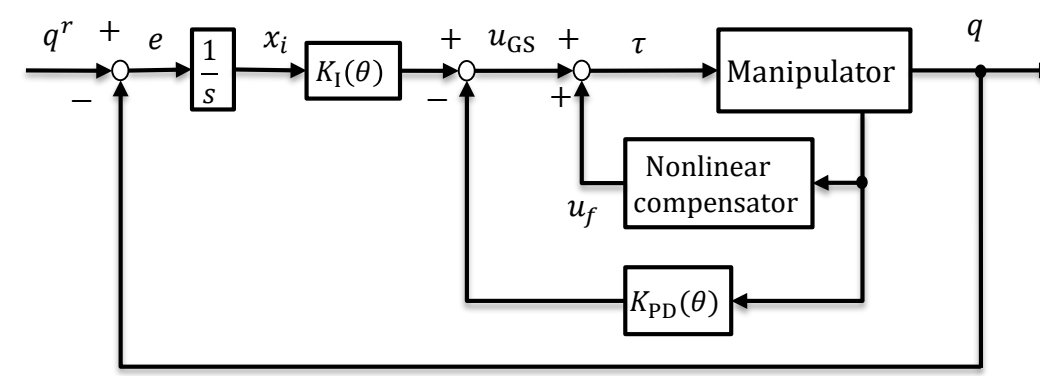 q^r + e 1/s x_i K_I(θ) + u_GS + τ Manipulator q
− − +
Nonlinear
compensator
u_f
K_PD(θ)